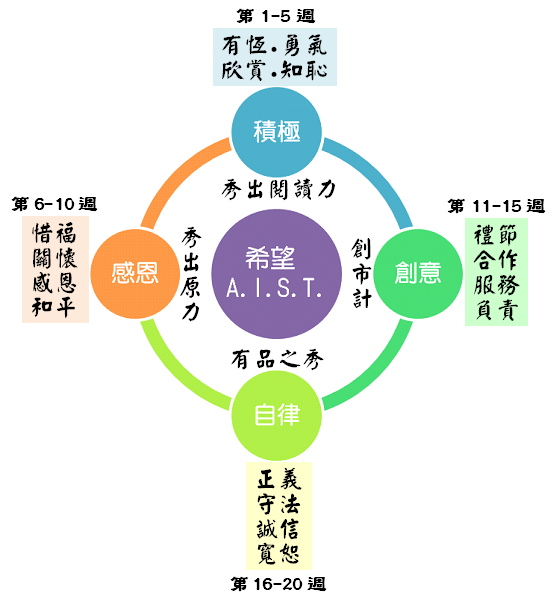 第 1-5 週
有恆.勇氣
欣賞.知恥
積極
秀出閱讀力
第 6-10 週
惜福
關懷
感恩
和平
感恩
秀出原力
希望
A.I.S.T.
創市計
創意
第 11-15 週
禮節
合作
服務
負責
有品之秀
自律
正義
守法
誠信
寬恕
第 16-20 週